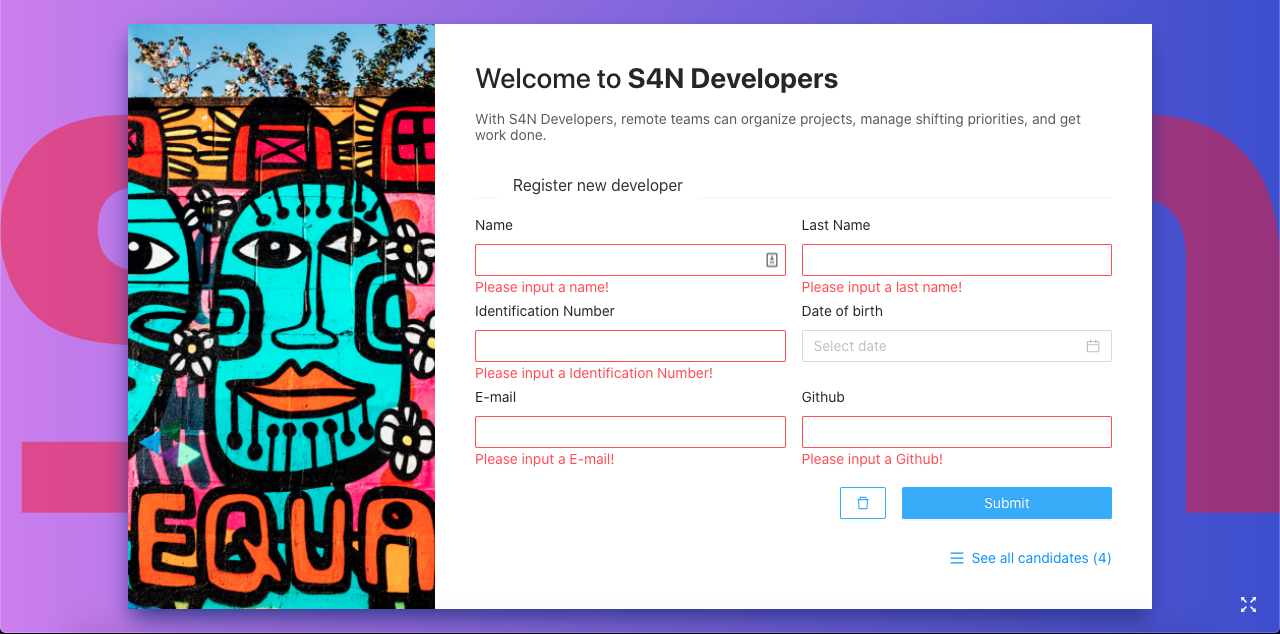 Welcome to S4N Developers
With S4N Developers, remote teams can organize projects, manage shifting priorities, and get
work done.
Register new developer
Name
Last Name
Please input a name!
Please input a last name!
Identification Number
Date of birth
Select date
Please input a Identification Number!
E-mail
Github
Please input a E-mail!
Please input a Github!
Submit
See all candidates (4)
EQUA